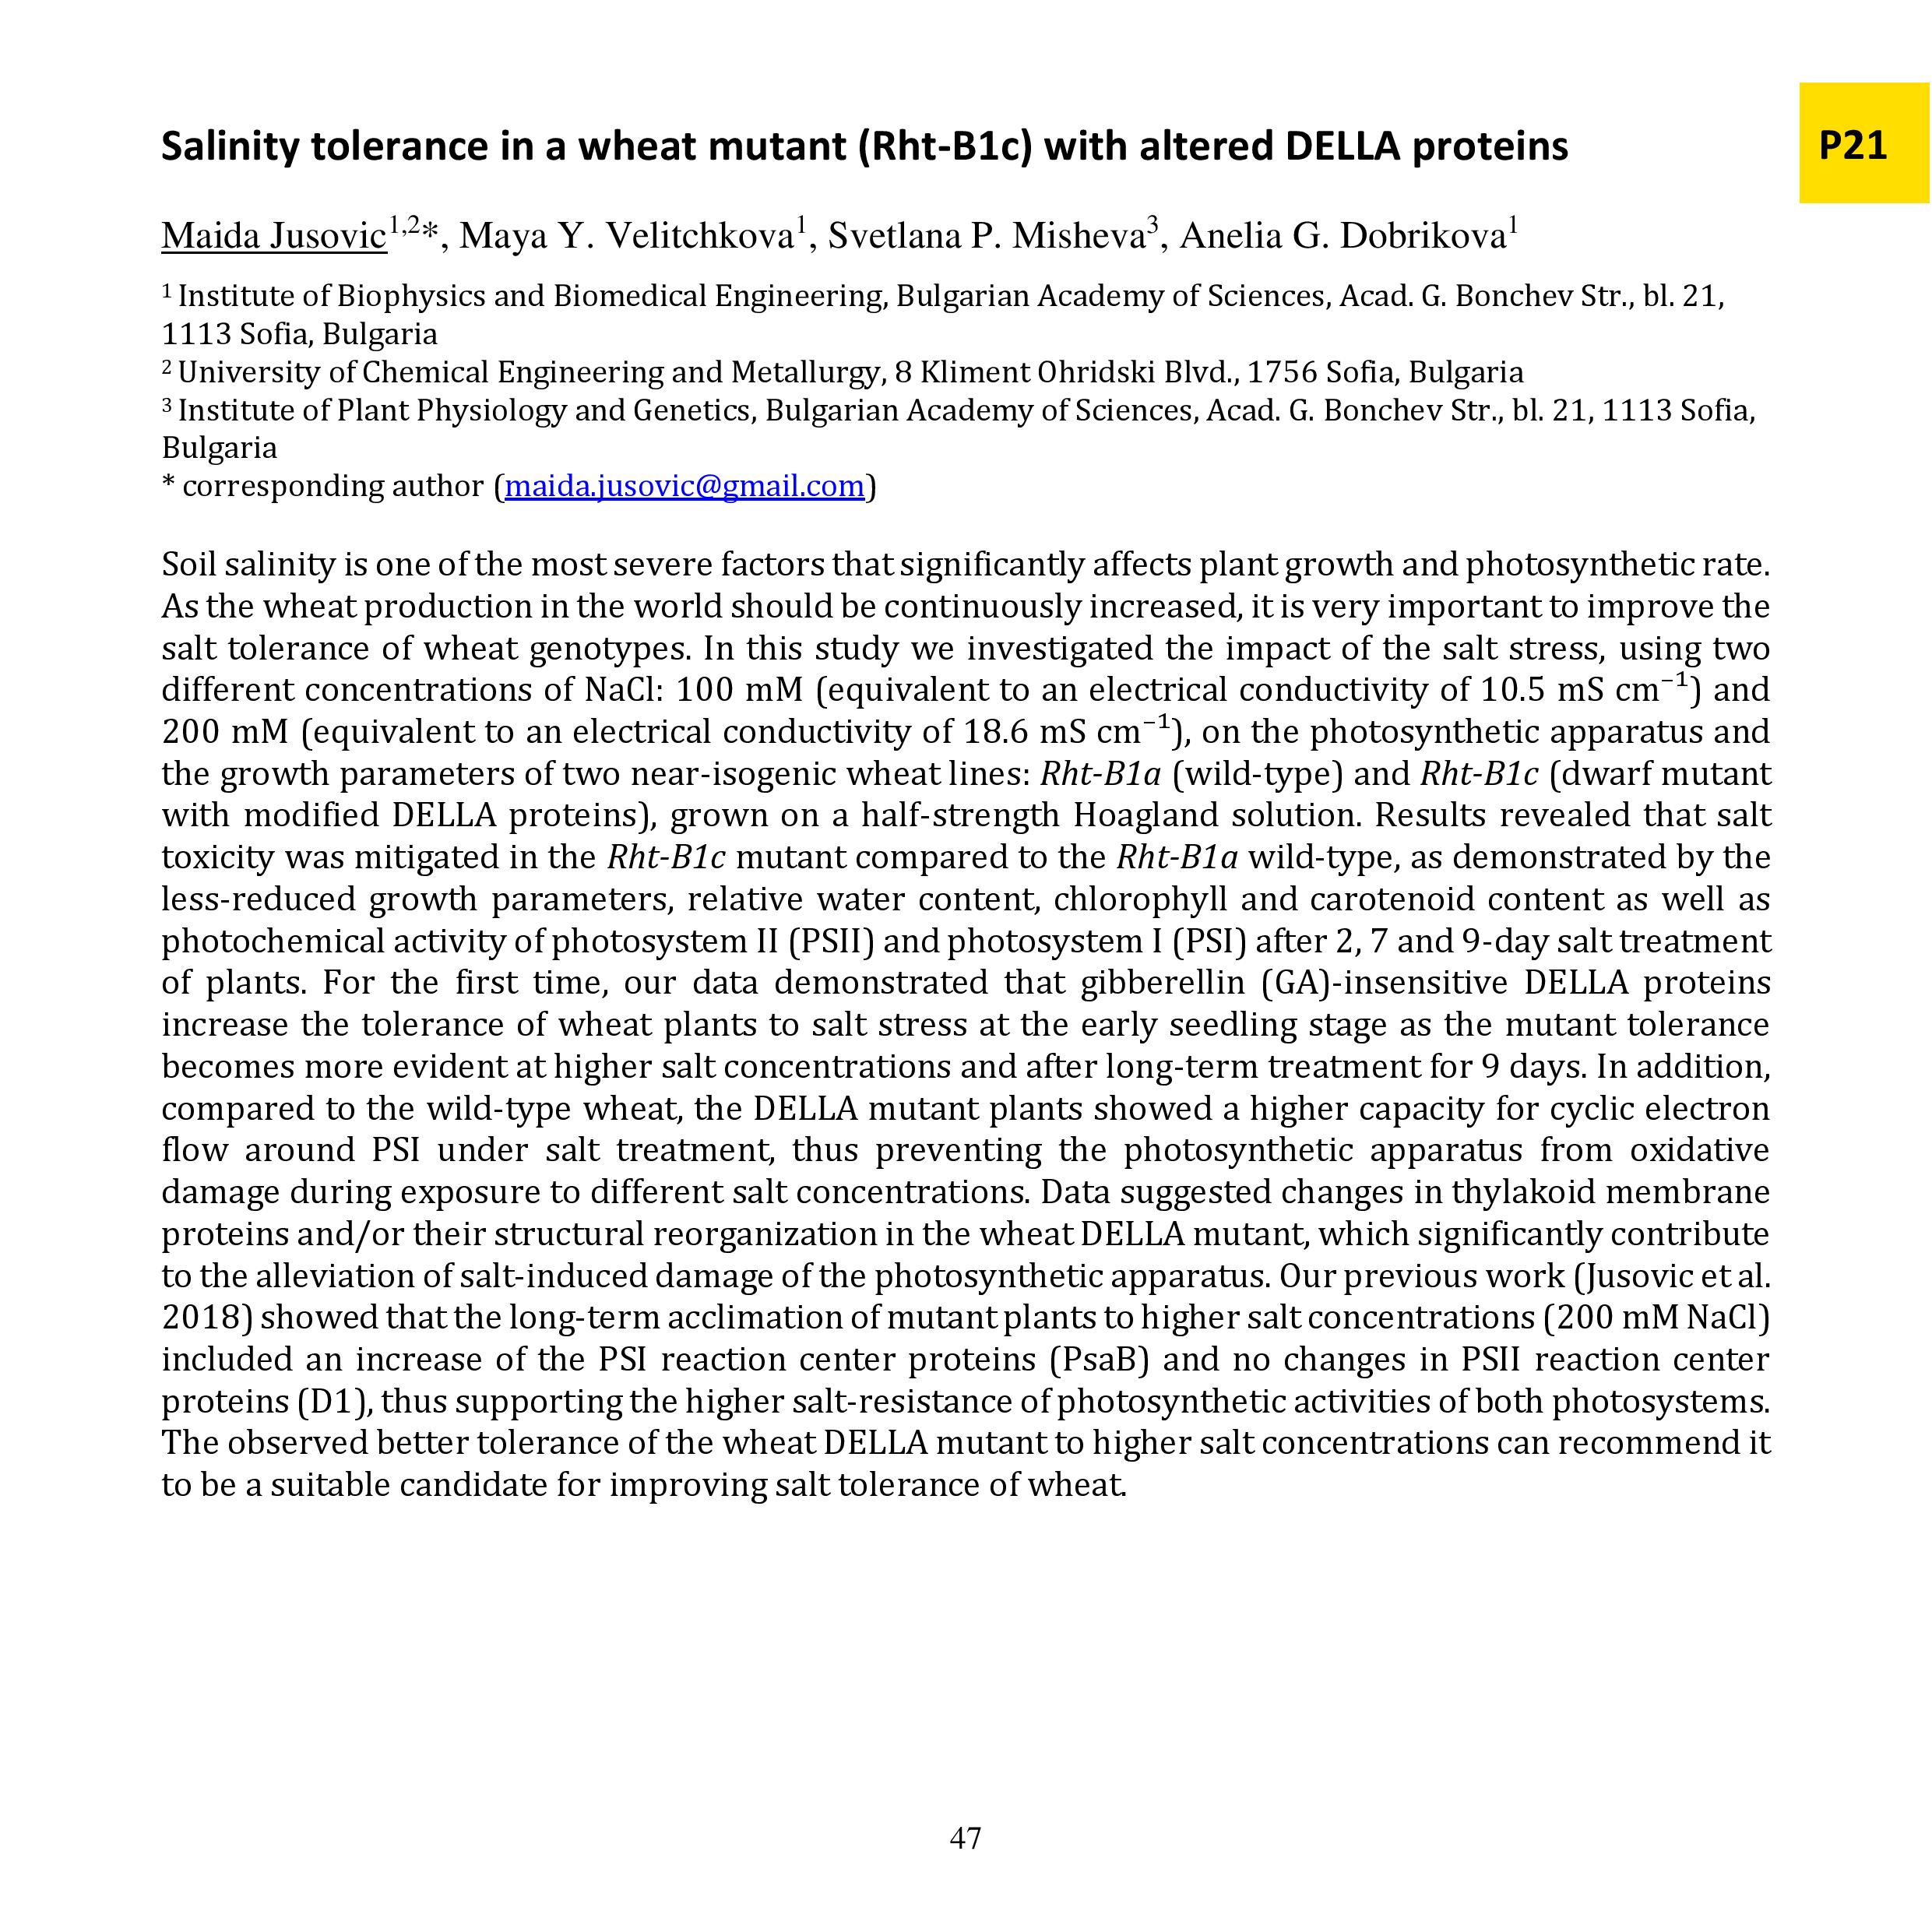 Salinity tolerance in a wheat mutant (Rht-B1c) with altered DELLA proteins
P21
Maida Jusovic1,2*, Maya Y. Velitchkova1, Svetlana P. Misheva3, Anelia G. Dobrikova1
1 Institute of Biophysics and Biomedical Engineering, Bulgarian Academy of Sciences, Acad. G. Bonchev Str., bl. 21,
1113 Sofia, Bulgaria
2 University of Chemical Engineering and Metallurgy, 8 Kliment Ohridski Blvd., 1756 Sofia, Bulgaria
3 Institute of Plant Physiology and Genetics, Bulgarian Academy of Sciences, Acad. G. Bonchev Str., bl. 21, 1113 Sofia,
Bulgaria
* corresponding author (maida.jusovic@gmail.com)
Soil salinity is one of the most severe factors that significantly affects plant growth and photosynthetic rate.
As the wheat production in the world should be continuously increased, it is very important to improve the
salt tolerance of wheat genotypes. In this study we investigated the impact of the salt stress, using two
different concentrations of NaCl: 100 mM (equivalent to an electrical conductivity of 10.5 mS cm⁻¹) and
200 mM (equivalent to an electrical conductivity of 18.6 mS cm⁻¹), on the photosynthetic apparatus and
the growth parameters of two near-isogenic wheat lines: Rht-B1a (wild-type) and Rht-B1c (dwarf mutant
with modified DELLA proteins), grown on a half-strength Hoagland solution. Results revealed that salt
toxicity was mitigated in the Rht-B1c mutant compared to the Rht-B1a wild-type, as demonstrated by the
less-reduced growth parameters, relative water content, chlorophyll and carotenoid content as well as
photochemical activity of photosystem II (PSII) and photosystem I (PSI) after 2, 7 and 9-day salt treatment
of plants. For the first time, our data demonstrated that gibberellin (GA)-insensitive DELLA proteins
increase the tolerance of wheat plants to salt stress at the early seedling stage as the mutant tolerance
becomes more evident at higher salt concentrations and after long-term treatment for 9 days. In addition,
compared to the wild-type wheat, the DELLA mutant plants showed a higher capacity for cyclic electron
flow around PSI under salt treatment, thus preventing the photosynthetic apparatus from oxidative
damage during exposure to different salt concentrations. Data suggested changes in thylakoid membrane
proteins and/or their structural reorganization in the wheat DELLA mutant, which significantly contribute
to the alleviation of salt-induced damage of the photosynthetic apparatus. Our previous work (Jusovic et al.
2018) showed that the long-term acclimation of mutant plants to higher salt concentrations (200 mM NaCl)
included an increase of the PSI reaction center proteins (PsaB) and no changes in PSII reaction center
proteins (D1), thus supporting the higher salt-resistance of photosynthetic activities of both photosystems.
The observed better tolerance of the wheat DELLA mutant to higher salt concentrations can recommend it
to be a suitable candidate for improving salt tolerance of wheat.
47